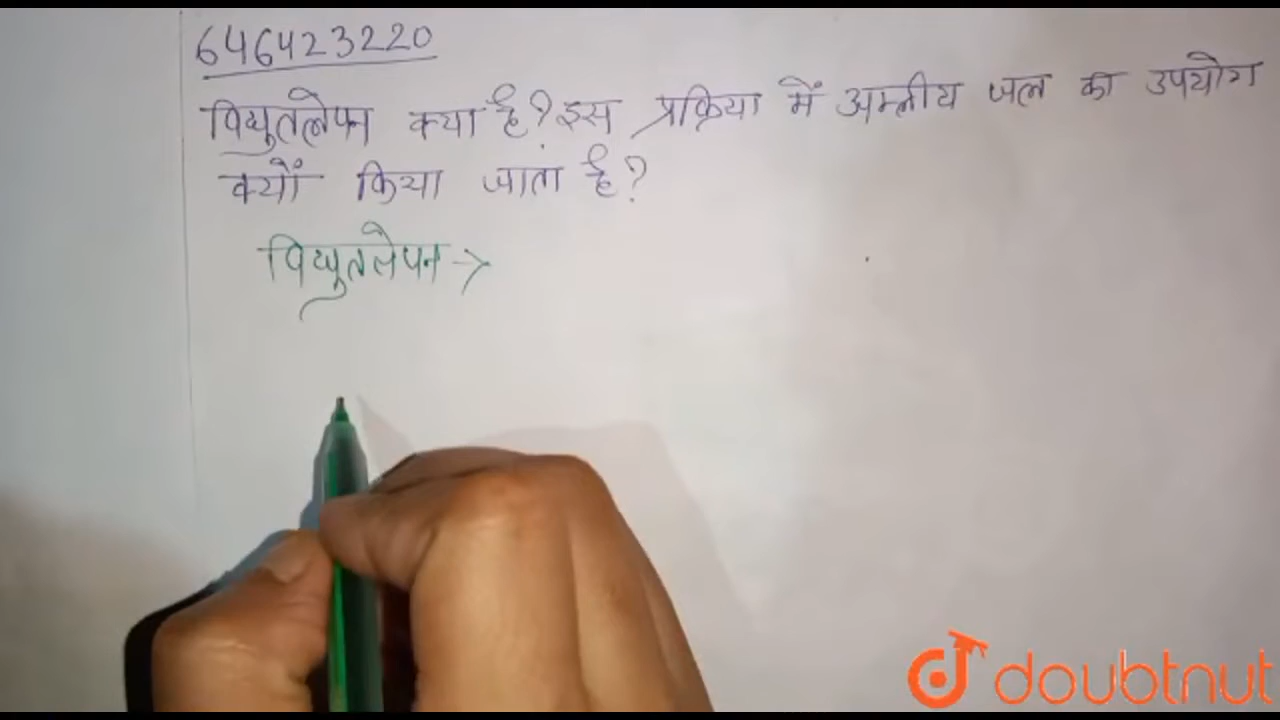 646423220
विद्युतलेपन क्या है? इस प्रक्रिया में अम्लीय जल का उपयोग
क्यों किया जाता है?
विद्युतलेपन →
doubtnut